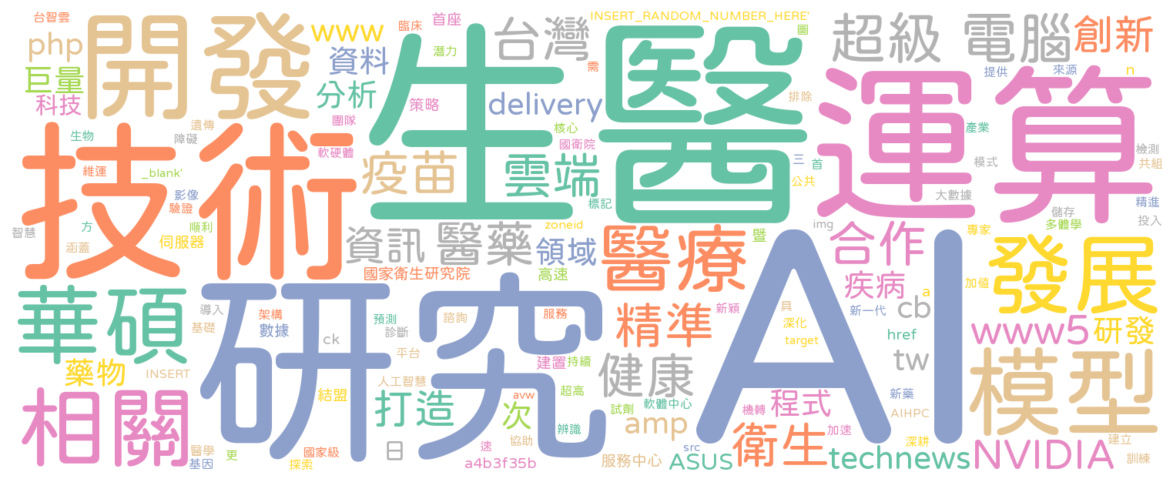 台智雲
php
開發
www
臨床
首座
台灣
INSERT_RANDOM_NUMBER_HERE'
圖
超級
電腦
創新
巨量
科技
資料
分析
潛力
策略
delivery
生醫
需
排除
提供
來源
n
運算
生物
遺傳
障礙
團隊
軟硬體
核心
國衛院
三
首
產業
模式
檢測
共組
技術
維運
_blank'
疫苗
雲端
公共
標記
大數據
精進
儲存
多體學
投入
影像
驗證
順利
方
智慧
涵蓋
伺服器
資訊
醫藥
領域
zoneid
暨
img
醫療
合作
專家
發展
國家衛生研究院
高速
疾病
加值
a
華碩
導入
基礎
架構
數據
ck
預測
診斷
諮詢
服務
精準
新穎
具
深化
target
新一代
cb
href
www5
研發
研究
AI
平台
建置
持續
健康
tw
模型
藥物
INSERT
結盟
人工智慧
打造
超高
次
avw
試劑
軟體中心
機轉
程式
新藥
AIHPC
相關
醫學
基因
更
國家級
探索
日
速
協助
辨識
amp
src
衛生
加速
深耕
建立
訓練
a4b3f35b
服務中心
ASUS
technews
NVIDIA